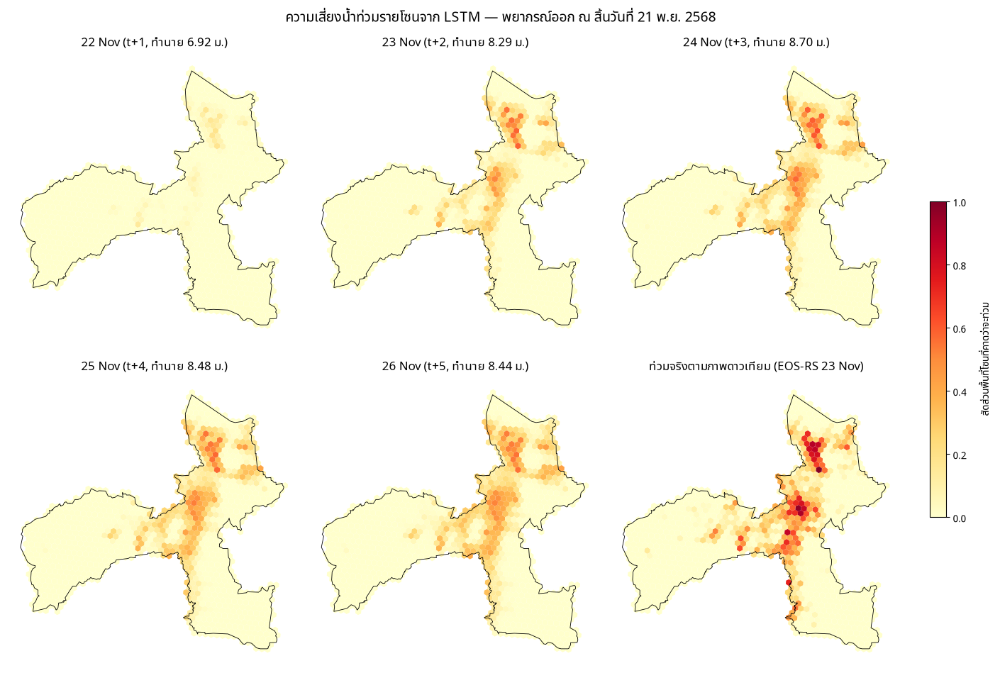 ความเสี่ยงน้ำท่วมรายโซนจาก LSTM — พยากรณ์ออก ณ สิ้นวันที่ 21 พ.ย. 2568
22 Nov (t+1, ทำนาย 6.92 ม.)
23 Nov (t+2, ทำนาย 8.29 ม.)
24 Nov (t+3, ทำนาย 8.70 ม.)
25 Nov (t+4, ทำนาย 8.48 ม.)
26 Nov (t+5, ทำนาย 8.44 ม.)
ท่วมจริงตามภาพดาวเทียม (EOS-RS 23 Nov)
1.0
0.8
0.6
0.4
0.2
0.0
สัดส่วนพื้นที่โซนที่คาดว่าจะท่วม